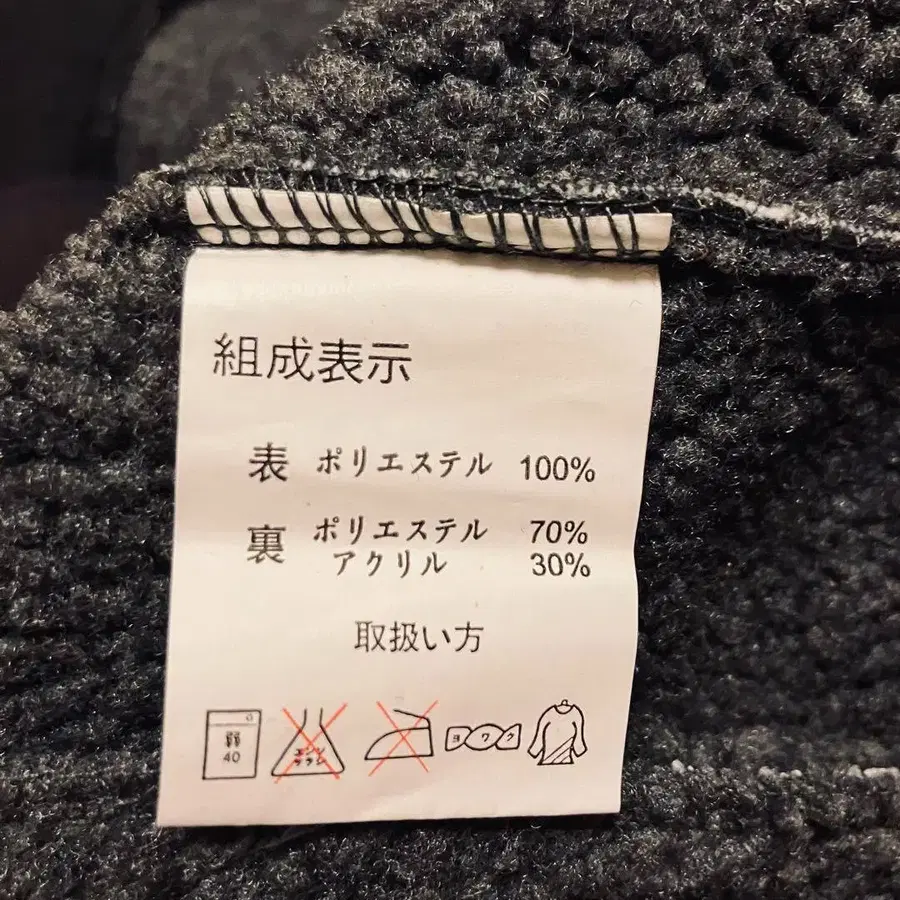 組成表示
表 ポリエステル 100%
裏 ポリエステル 70%
アクリル 30%
取扱い方
弱 40
エンソ ヨワク
サラシ